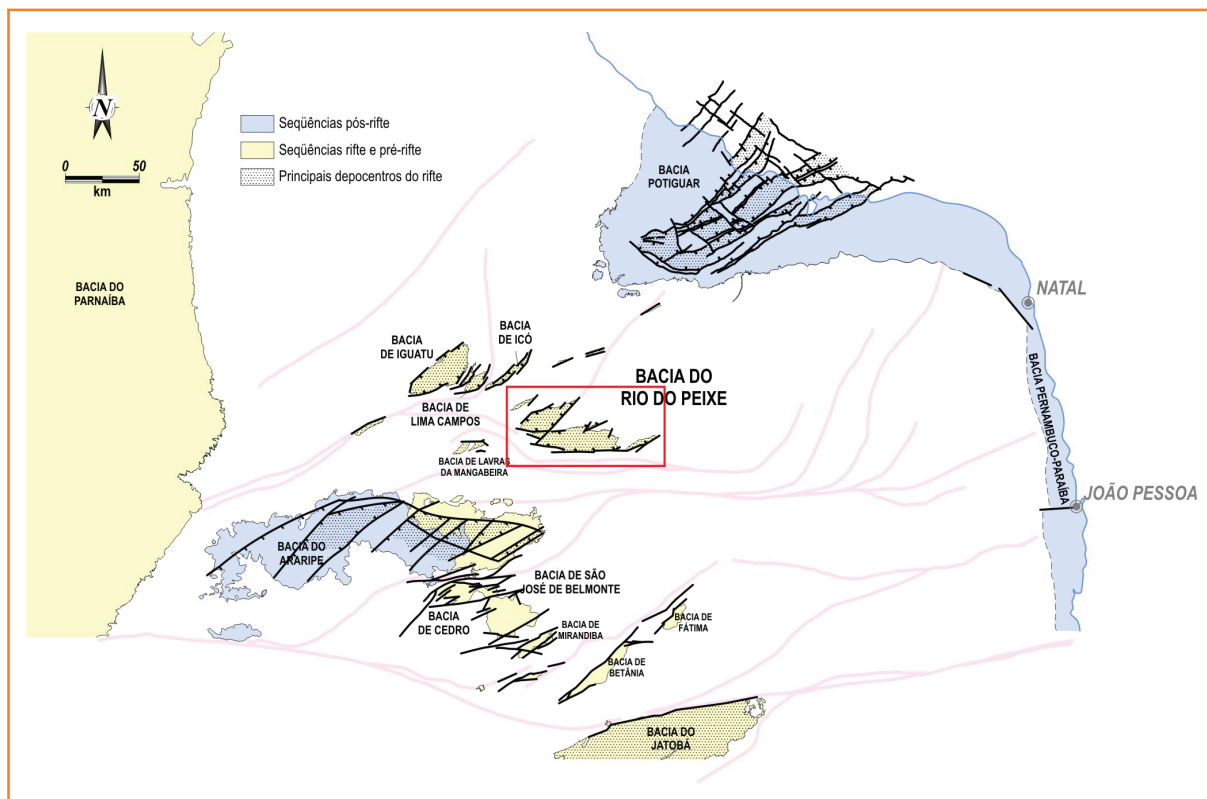 N
0
50
km
Seqüências pós-rifte
Seqüências rifte e pré-rifte
Principais depocentros do rifte
BACIA DO
PARNAÍBA
BACIA
POTIGUAR
NATAL
BACIA PERNAMBUCO-PARAÍBA
JOÃO PESSOA
BACIA
DE IGUATU
BACIA
DE ICÓ
BACIA DO
RIO DO PEIXE
BACIA DE
LIMA CAMPOS
BACIA DE LAVRAS
DA MANGABEIRA
BACIA DO
ARARIPE
BACIA DE SÃO
JOSÉ DE BELMONTE
BACIA
DE CEDRO
BACIA DE
MIRANDIBA
BACIA DE
FÁTIMA
BACIA DE
BETÂNIA
BACIA DO
JATOBÁ